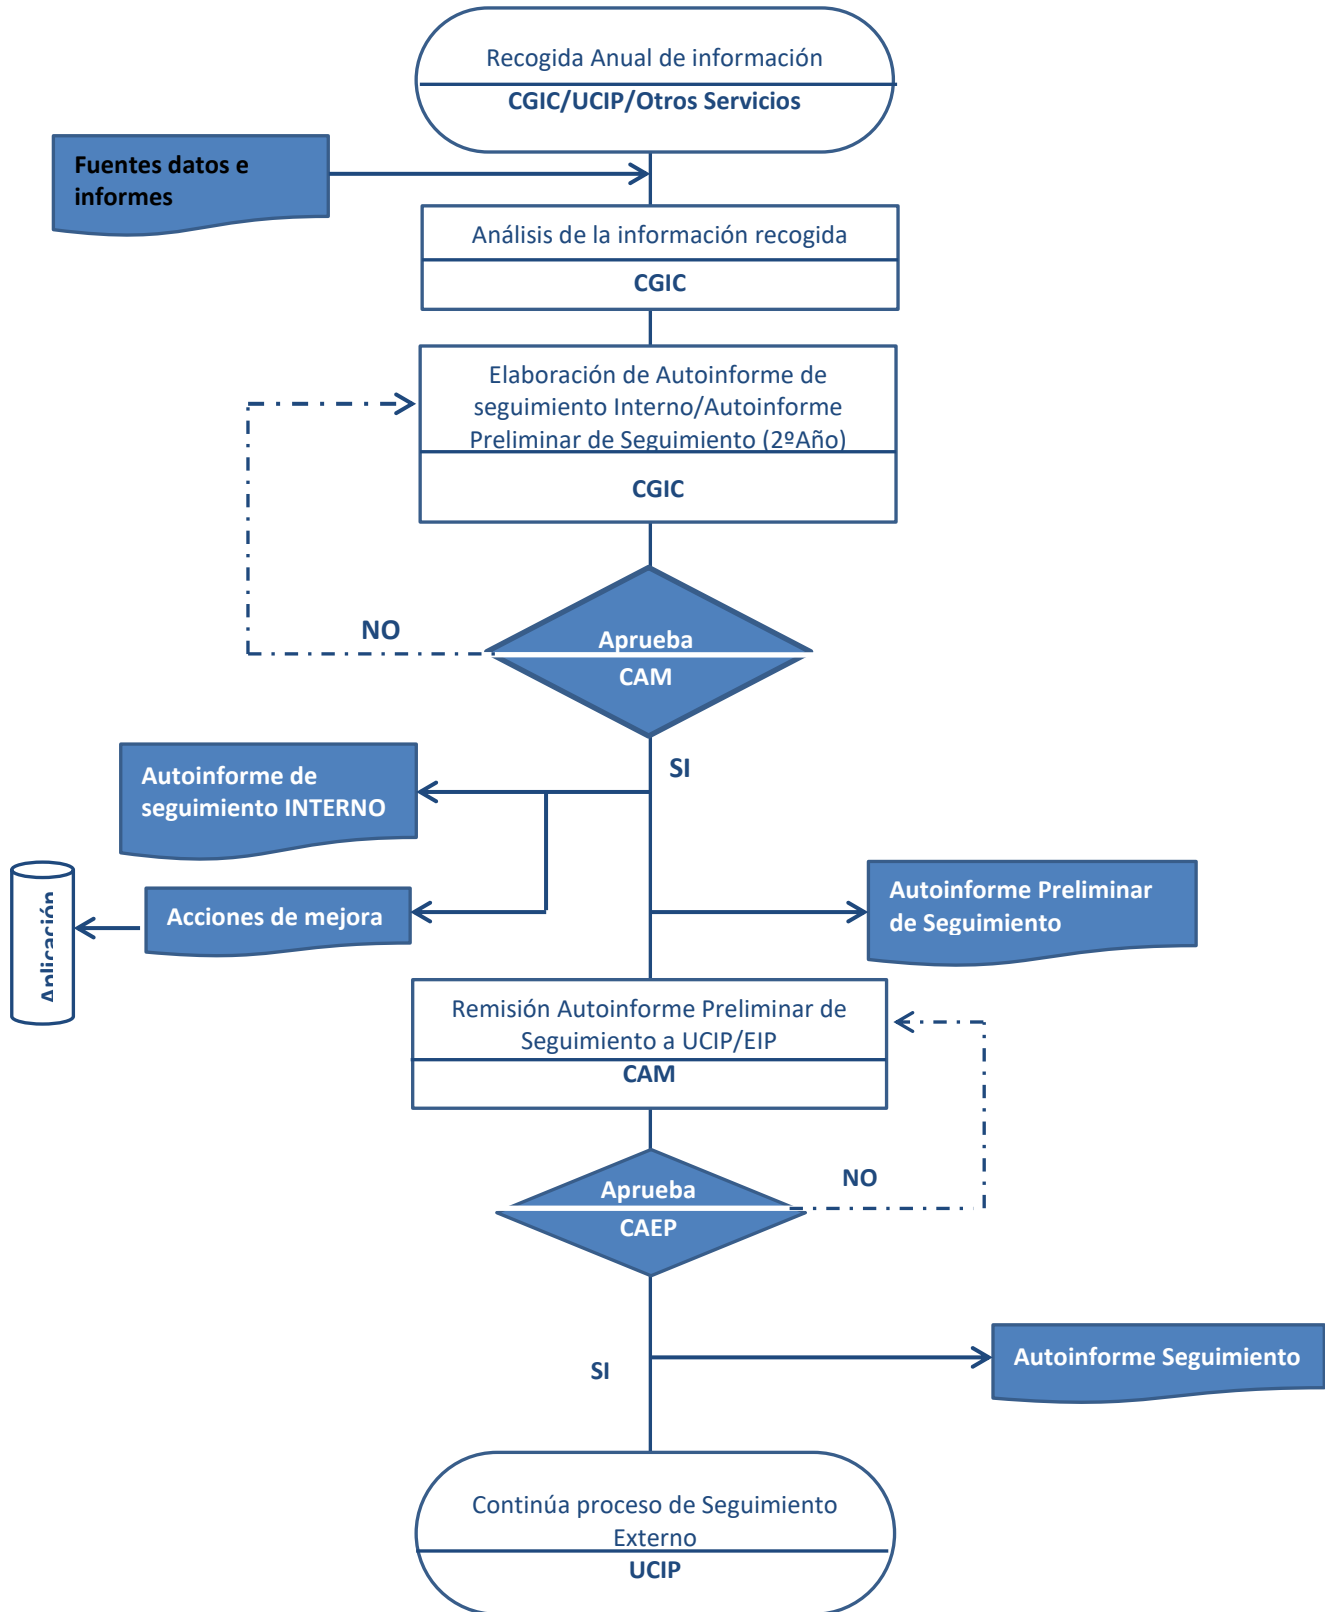 Recogida Anual de información
CGIC/UCIP/Otros Servicios
Fuentes datos e
informes
Análisis de la información recogida
CGIC
Elaboración de Autoinforme de
seguimiento Interno/Autoinforme
Preliminar de Seguimiento (2ºAño)
CGIC
NO
Aprueba
CAM
SI
Autoinforme de
seguimiento INTERNO
Autoinforme Preliminar
de Seguimiento
Acciones de mejora
Aplicación
Remisión Autoinforme Preliminar de
Seguimiento a UCIP/EIP
CAM
Aprueba
CAEP
NO
SI
Autoinforme Seguimiento
Continúa proceso de Seguimiento
Externo
UCIP